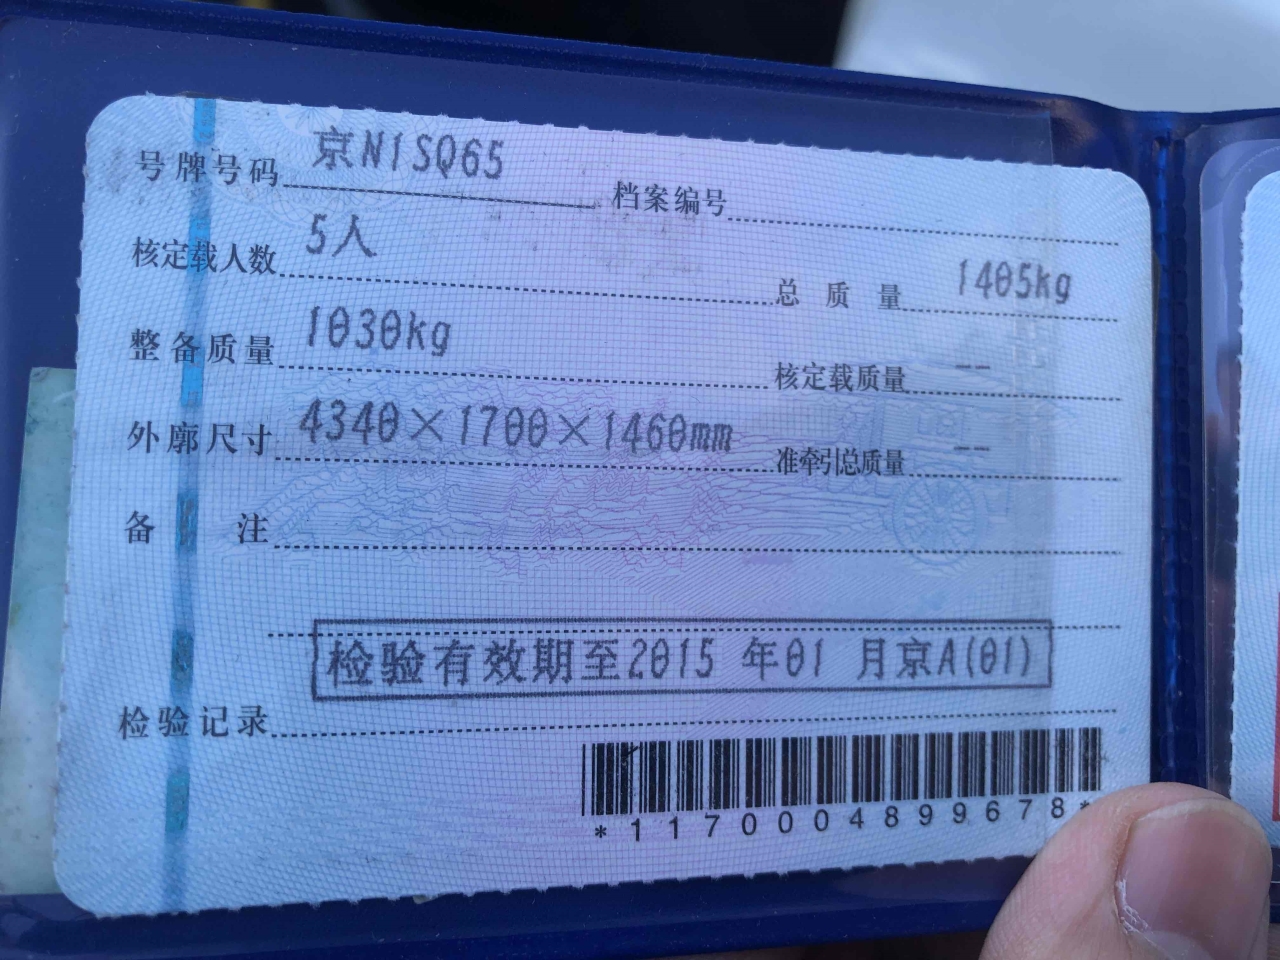 号牌号码 京N1SQ65 档案编号
核定载人数 5人 总质量 1405kg
整备质量 1030kg 核定载质量 --
外廓尺寸 4340×1700×1460mm 准牵引总质量 --
备注
检验有效期至2015 年01 月京A(01)
检验记录
*1170004899678*